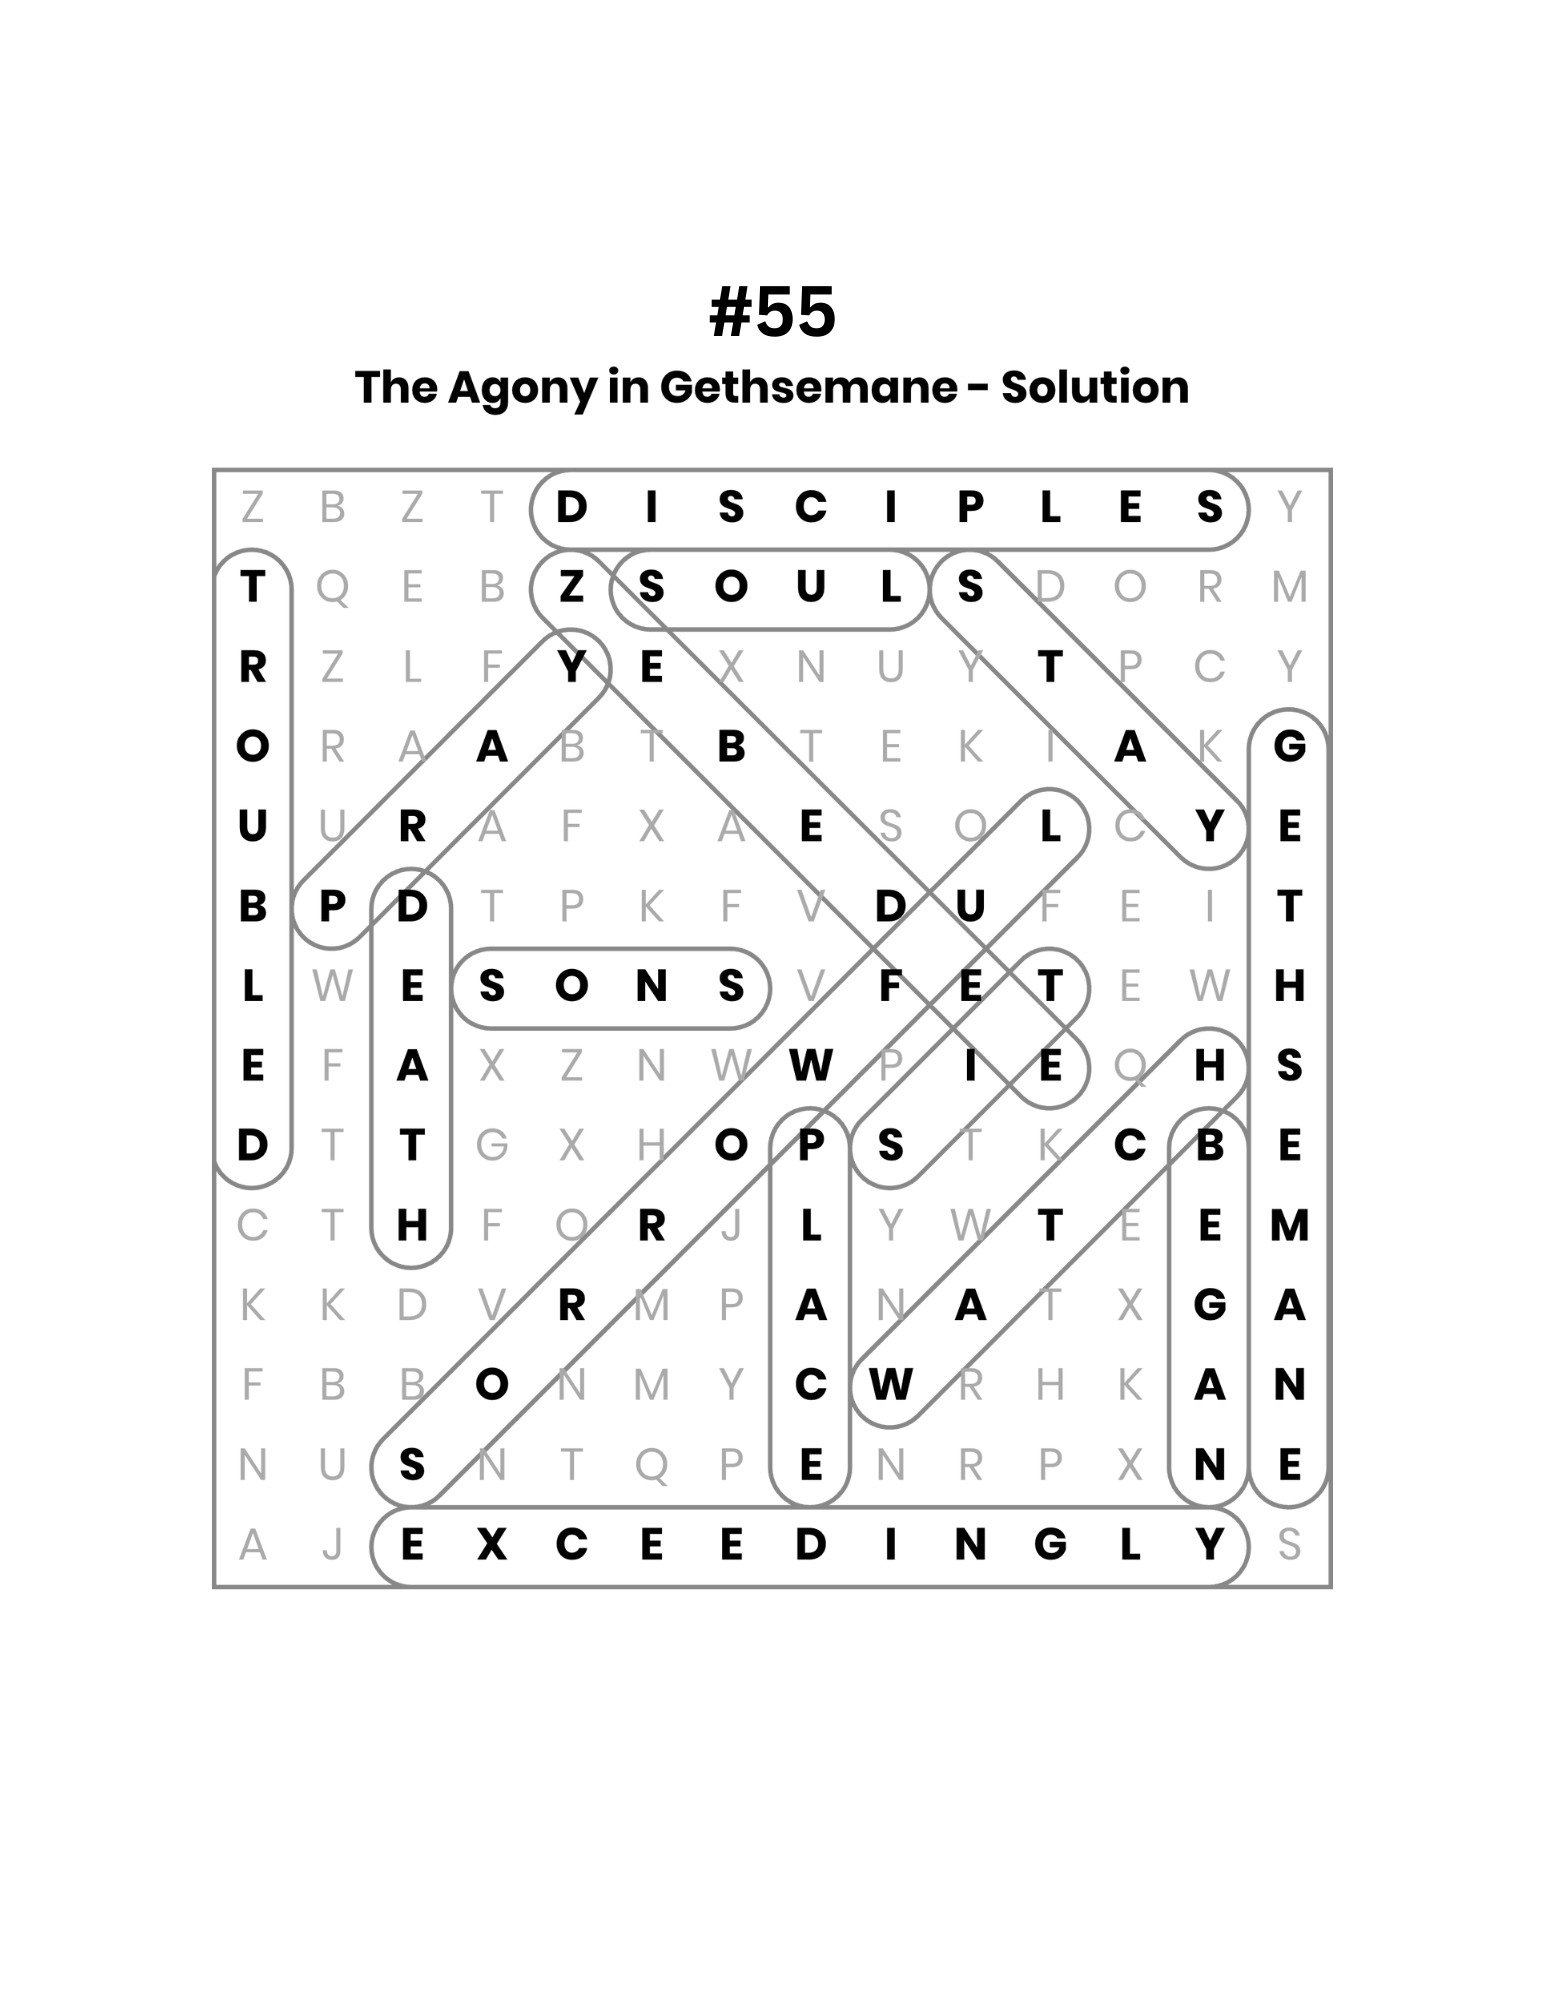 #55
The Agony in Gethsemane - Solution
Z B Z T D I S C I P L E S Y
T Q E B Z S O U L S D O R M
R Z L F Y E X N U Y T P C Y
O R A A B T B T E K I A K G
U U R A F X A E S O L C Y E
B P D T P K F V D U F E I T
L W E S O N S V F E T E W H
E F A X Z N W W P I E Q H S
D T T G X H O P S T K C B E
C T H F O R J L Y W T E E M
K K D V R M P A N A T X G A
F B B O N M Y C W R H K A N
N U S N T Q P E N R P X N E
A J E X C E E D I N G L Y S